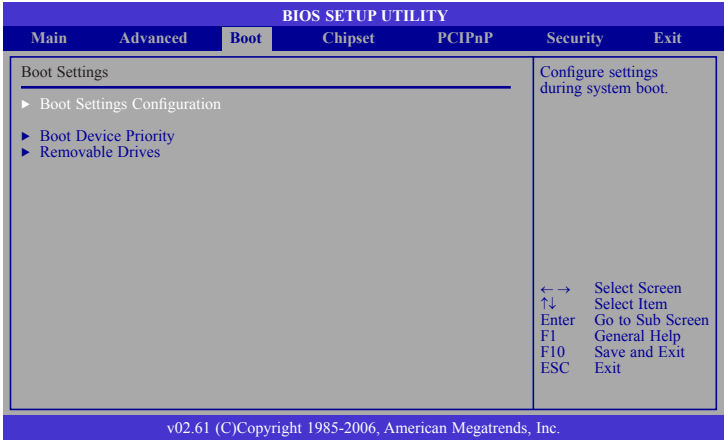 BIOS SETUP UTILITY
Main Advanced Boot Chipset PCIPnP Security Exit
Boot Settings
► Boot Settings Configuration
► Boot Device Priority
► Removable Drives
Configure settings
during system boot.
←→ Select Screen
↑↓ Select Item
Enter Go to Sub Screen
F1 General Help
F10 Save and Exit
ESC Exit
v02.61 (C)Copyright 1985-2006, American Megatrends, Inc.